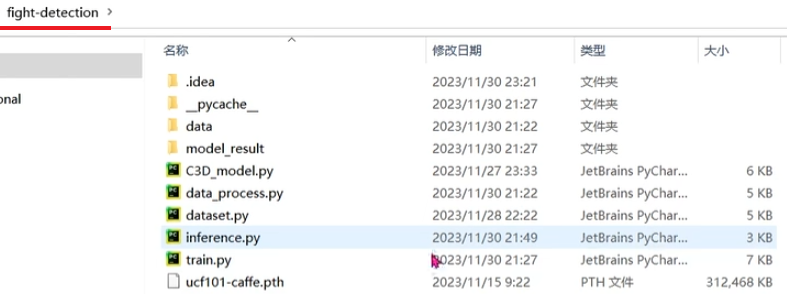 fight-detection >
名称 修改日期 类型 大小
onal
.idea 2023/11/30 23:21 文件夹
__pycache__ 2023/11/30 21:27 文件夹
data 2023/11/30 21:22 文件夹
model_result 2023/11/30 21:27 文件夹
C3D_model.py 2023/11/27 23:33 JetBrains PyChar... 6 KB
data_process.py 2023/11/30 21:22 JetBrains PyChar... 5 KB
dataset.py 2023/11/28 22:22 JetBrains PyChar... 5 KB
inference.py 2023/11/30 21:49 JetBrains PyChar... 3 KB
train.py 2023/11/30 21:27 JetBrains PyChar... 7 KB
ucf101-caffe.pth 2023/11/15 9:22 PTH 文件 312,468 KB